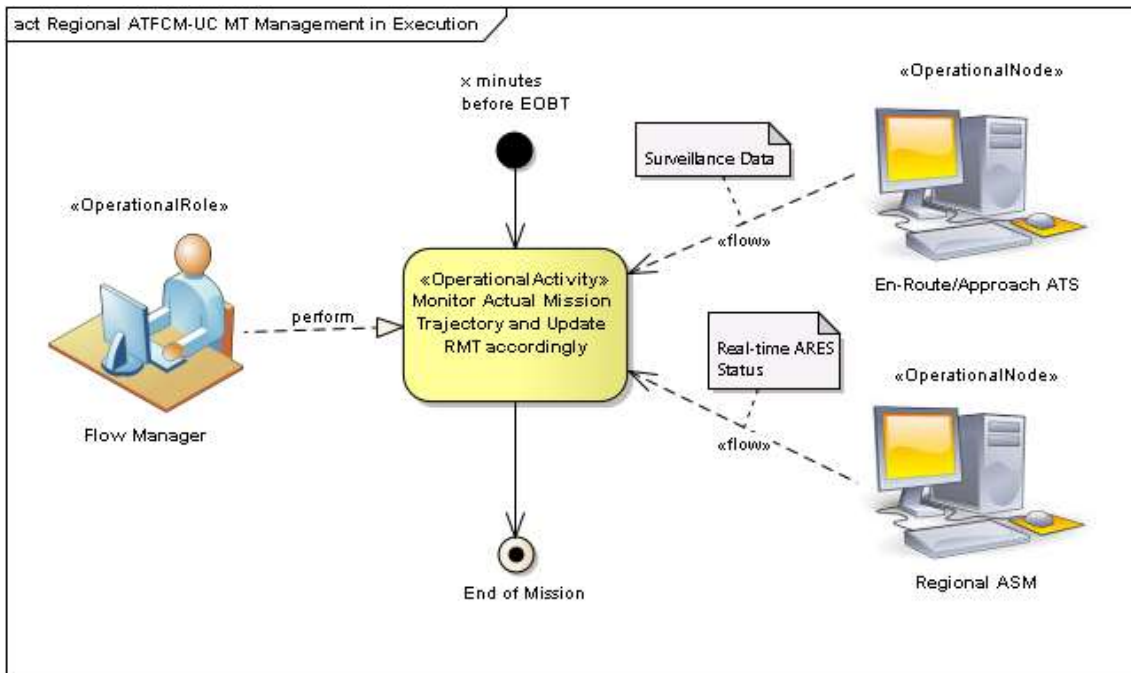 act Regional ATFCM-UC MT Management in Execution
x minutes
before EOBT
«OperationalNode»
Surveillance Data
«OperationalRole»
«flow»
«OperationalActivity»
Monitor Actual Mission
Trajectory and Update
RMT accordingly
En-Route/Approach ATS
perform
Real-time ARES
Status
«OperationalNode»
Flow Manager
«flow»
End of Mission
Regional ASM